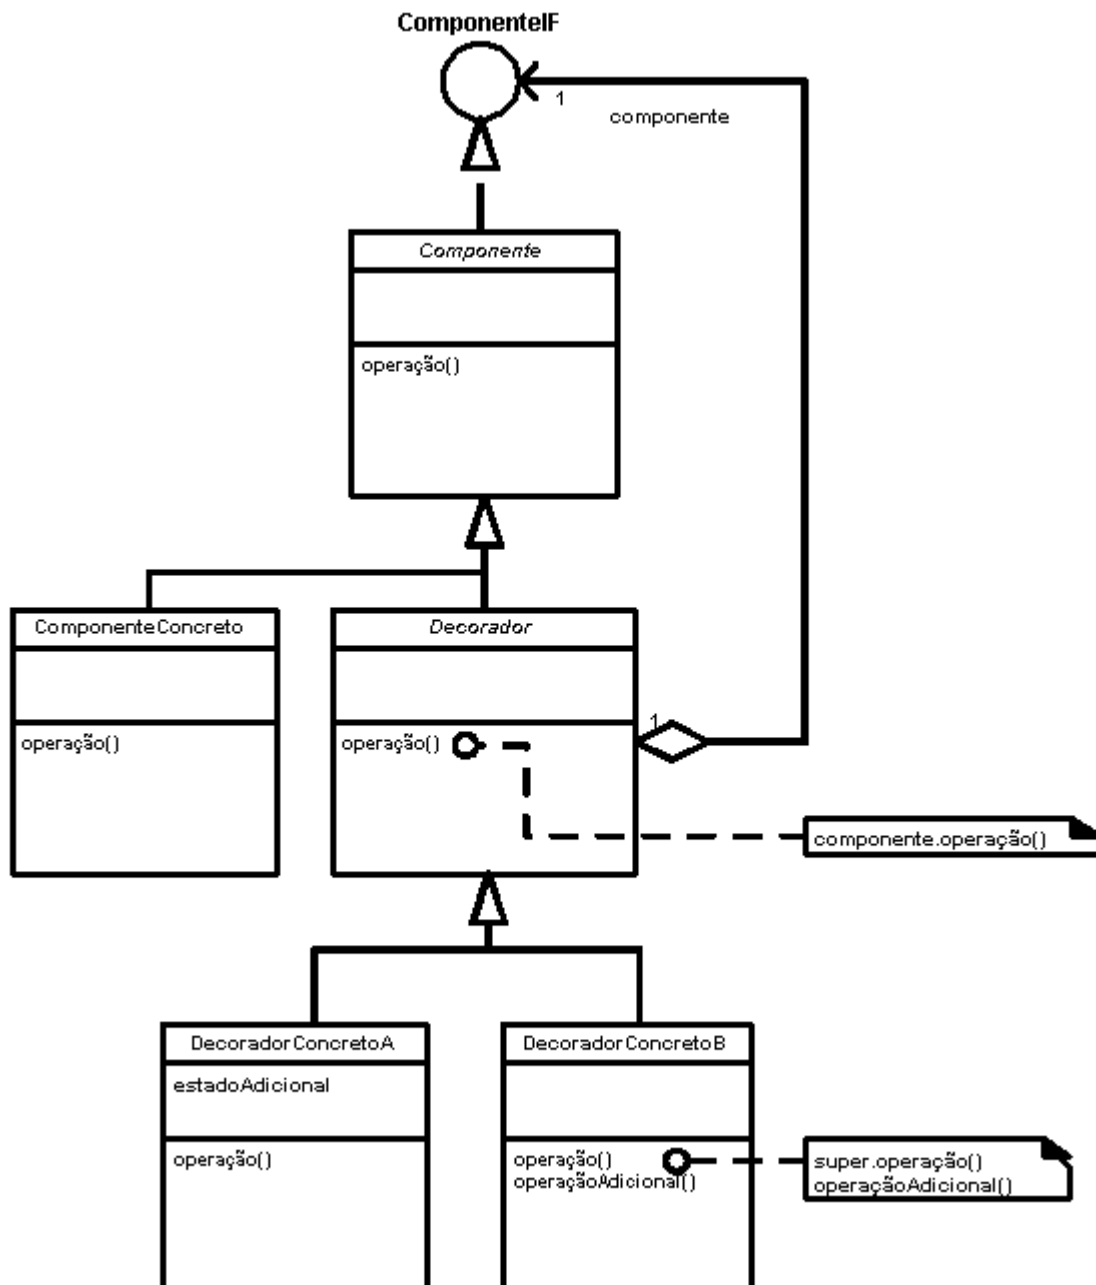 ComponenteIF
1
componente
Componente
operação()
ComponenteConcreto
operação()
Decorador
operação()
1
componente.operação()
DecoradorConcretoA
estadoAdicional
operação()
DecoradorConcretoB
operação()
operaçãoAdicional()
super.operação()
operaçãoAdicional()